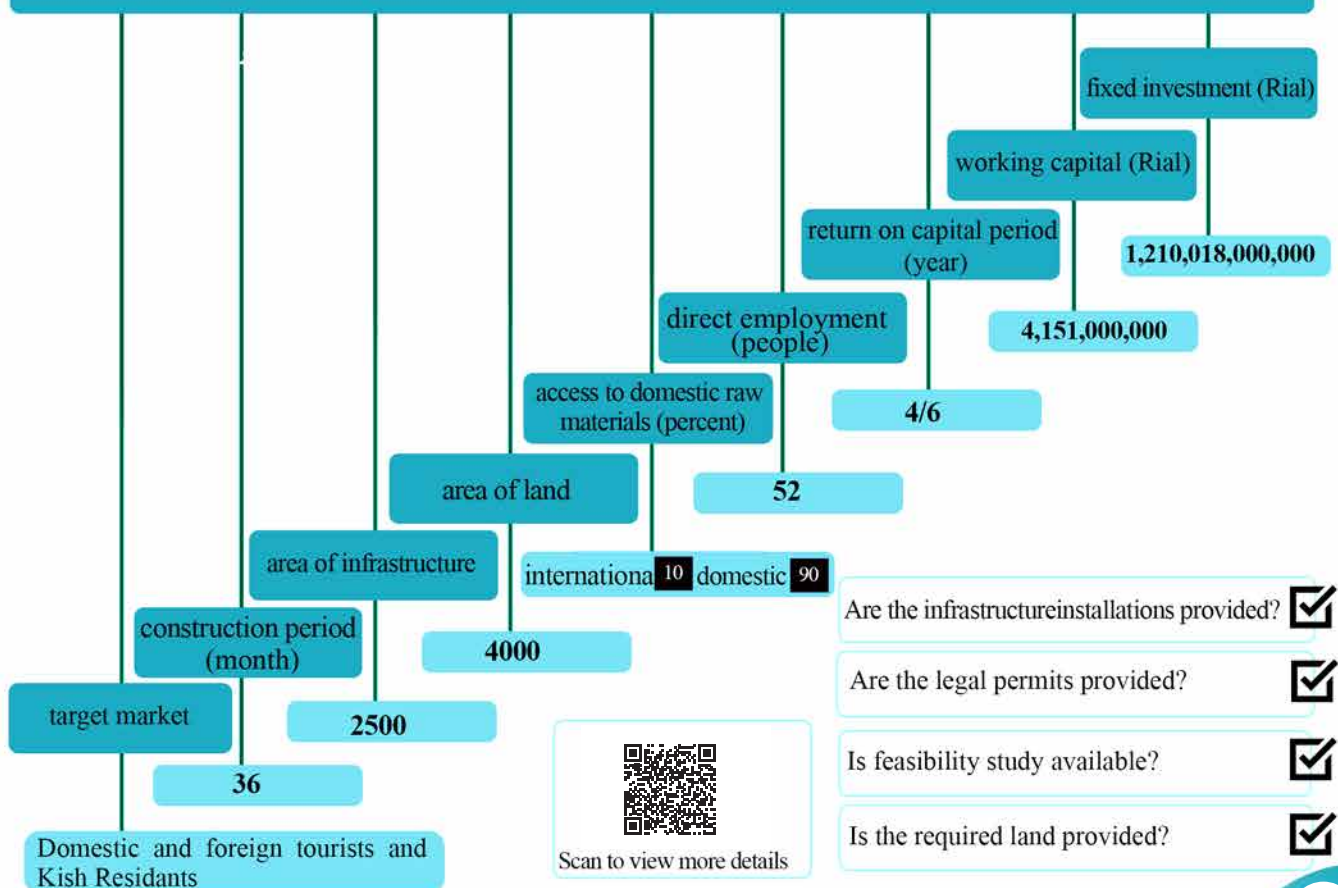 fixed investment (Rial)
1,210,018,000,000
working capital (Rial)
4,151,000,000
return on capital period
(year)
4/6
direct employment
(people)
52
access to domestic raw
materials (percent)
internationa 10 domestic 90
area of land
4000
area of infrastructure
2500
construction period
(month)
36
target market
Domestic and foreign tourists and
Kish Residants
Scan to view more details
Are the infrastructureinstallations provided?
Are the legal permits provided?
Is feasibility study available?
Is the required land provided?